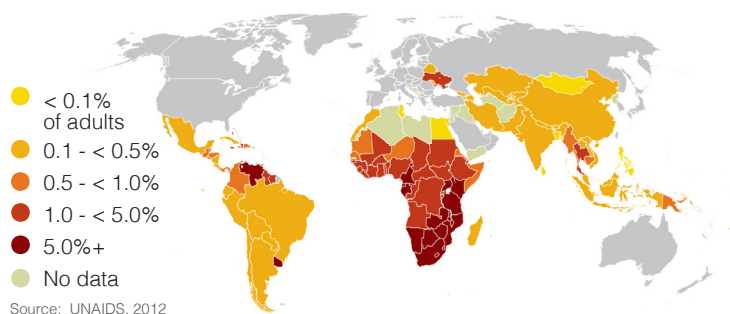 < 0.1%
of adults
0.1 - < 0.5%
0.5 - < 1.0%
1.0 - < 5.0%
5.0%+
No data
Source: UNAIDS, 2012